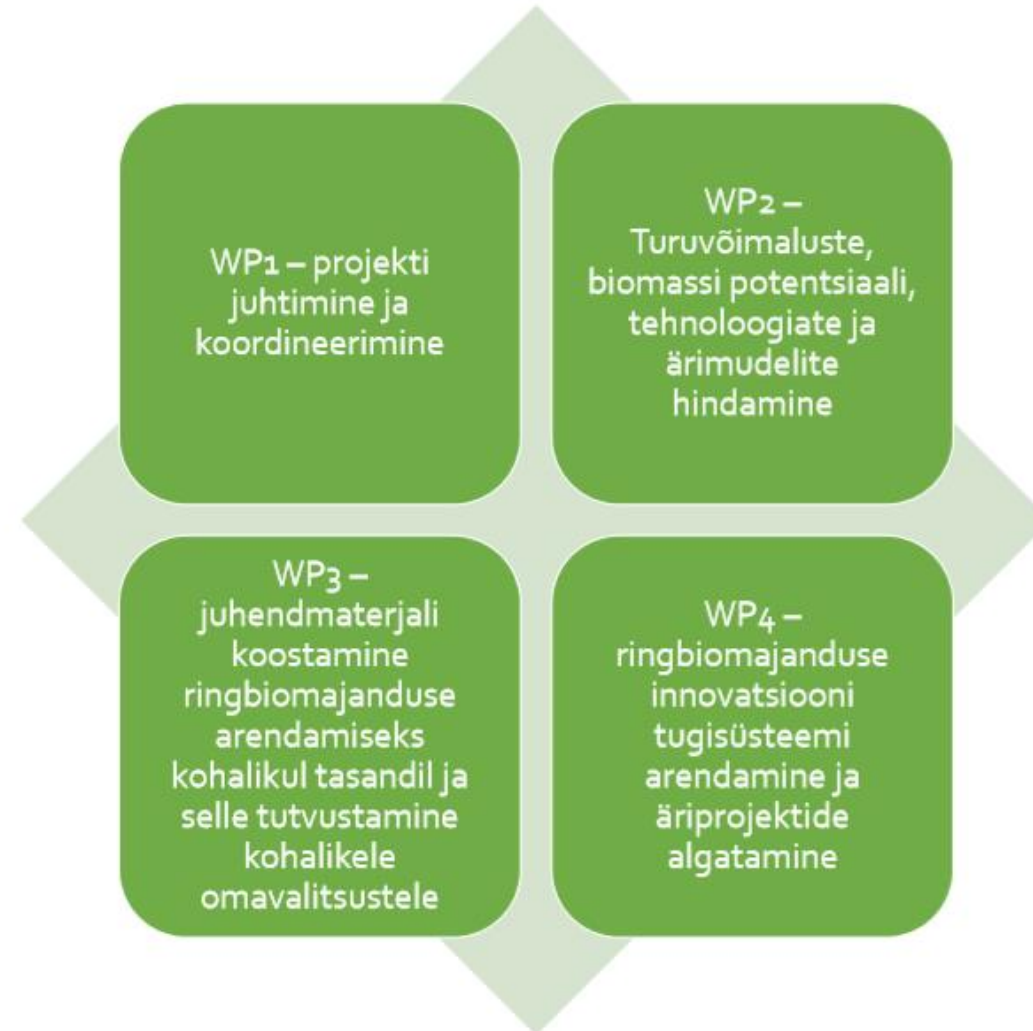 WP1 – projekti
juhtimine ja
koordineerimine
WP2 –
Turuvõimaluste,
biomassi potentsiaali,
tehnoloogiate ja
ärimudelite
hindamine
WP3 –
juhendmaterjali
koostamine
ringbiomajanduse
arendamiseks
kohalikul tasandil ja
selle tutvustamine
kohalikele
omavalitsustele
WP4 –
ringbiomajanduse
innovatsiooni
tugisüsteemi
arendamine ja
äriprojektide
algatamine